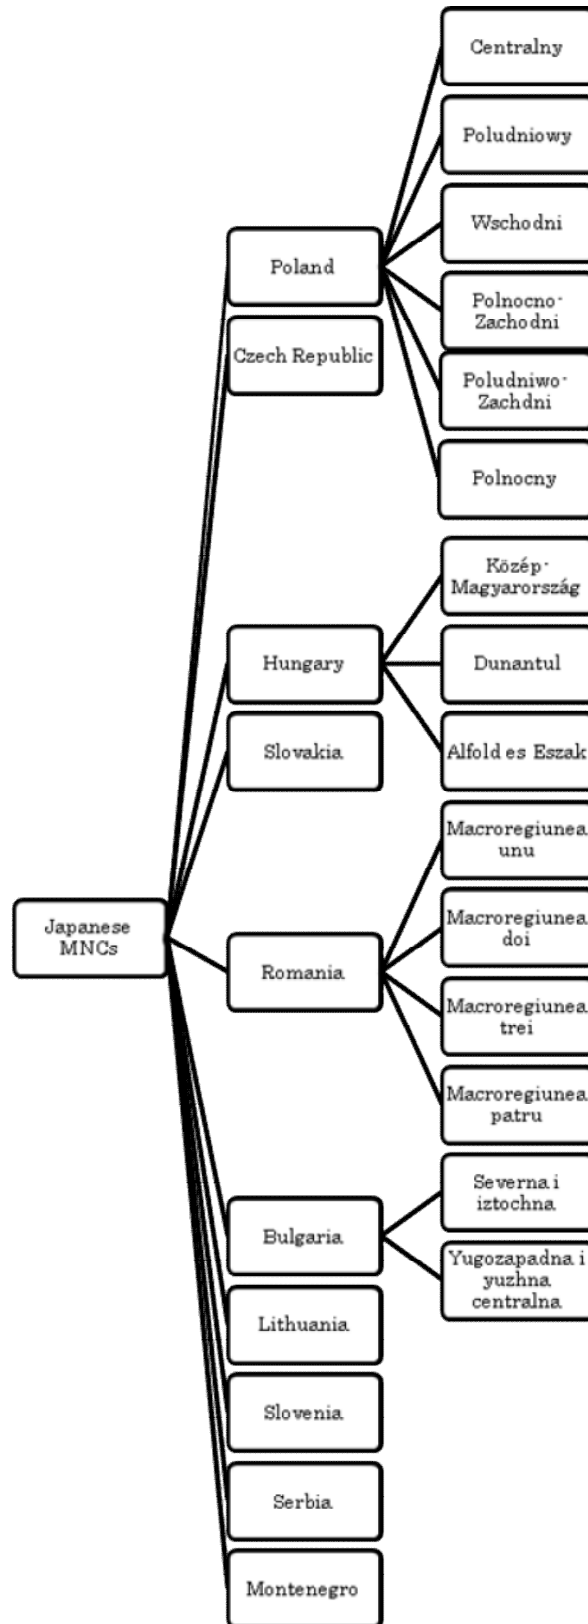 Centralny
Poludniowy
Wschodni
Poland
Polnocno-
Zachodni
Czech Republic
Poludniwo-
Zachdni
Polnocny
Közép-
Magyarország
Hungary
Dunantul
Slovakia
Alfold es Eszak
Macroregiunea
unu
Japanese
MNCs
Macroregiunea
doi
Romania
Macroregiunea
trei
Macroregiunea
patru
Severna i
iztochna
Bulgaria
Yugozapadna i
yuzhna
centralna
Lithuania
Slovenia
Serbia
Montenegro